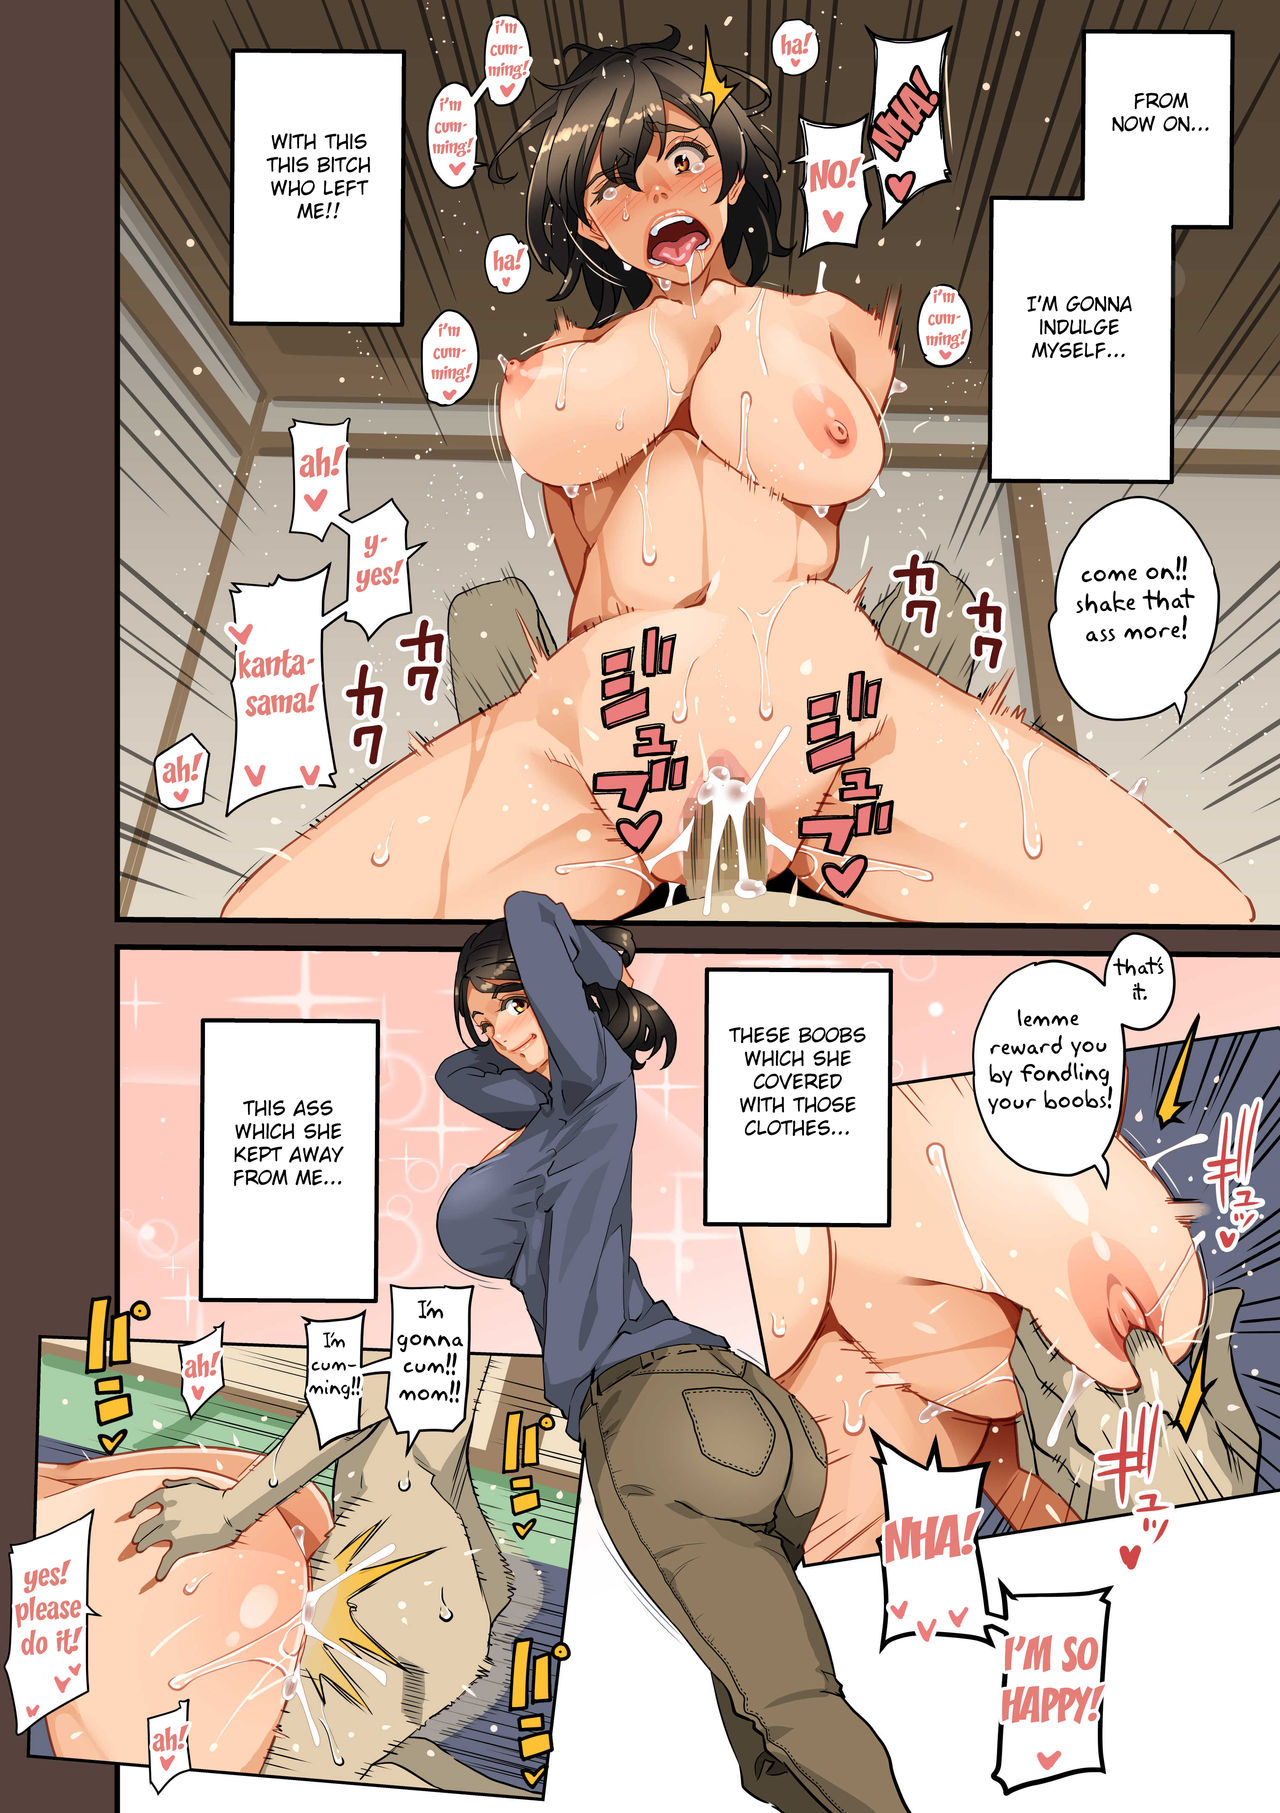 FROM
NOW ON...
I'M GONNA
INDULGE
MYSELF...
NHA!
NO!
ha!
i'm
cum-
ming!
i'm
cum-
ming!
WITH THIS
THIS BITCH
WHO LEFT
ME!!
ha!
i'm
cum-
ming!
i'm
cum-
ming!
come on!!
shake that
ass more!
ah!
y-
yes!
kanta-
sama!
ah!
カク
カク
カク
カク
ジュブ
ジュブ
that's
it.
lemme
reward you
by fondling
your boobs!
THESE BOOBS
WHICH SHE
COVERED
WITH THOSE
CLOTHES...
ギュッ
ギュッ
NHA!
I'M SO
HAPPY!
THIS ASS
WHICH SHE
KEPT AWAY
FROM ME...
I'm
gonna
cum!!
mom!!
I'm
cum-
ming!!
ah!
パン
パン
パン
yes!
please
do it!
ah!